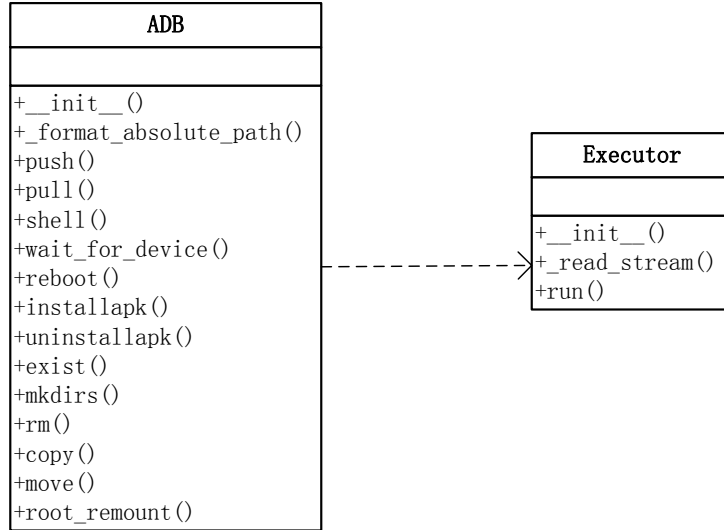 ADB
+__init__()
+_format_absolute_path()
+push()
+pull()
+shell()
+wait_for_device()
+reboot()
+installapk()
+uninstallapk()
+exist()
+mkdirs()
+rm()
+copy()
+move()
+root_remount()
Executor
+__init__()
+_read_stream()
+run()